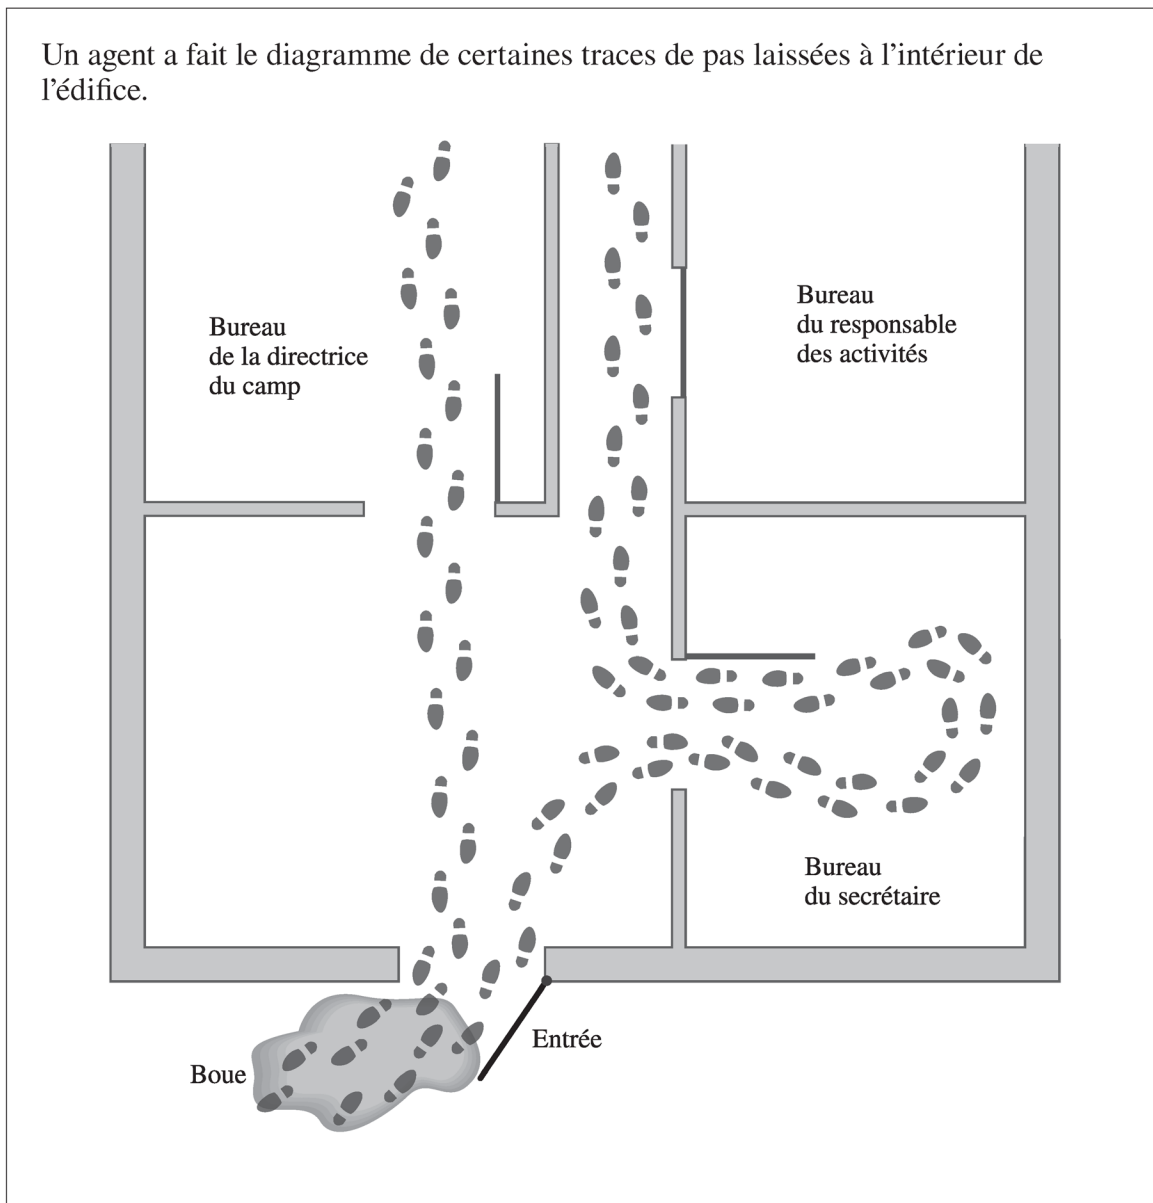 Un agent a fait le diagramme de certaines traces de pas laissées à l’intérieur de
l’édifice.
Bureau
du responsable
des activités
Bureau
de la directrice
du camp
Bureau
du secrétaire
Entrée
Boue